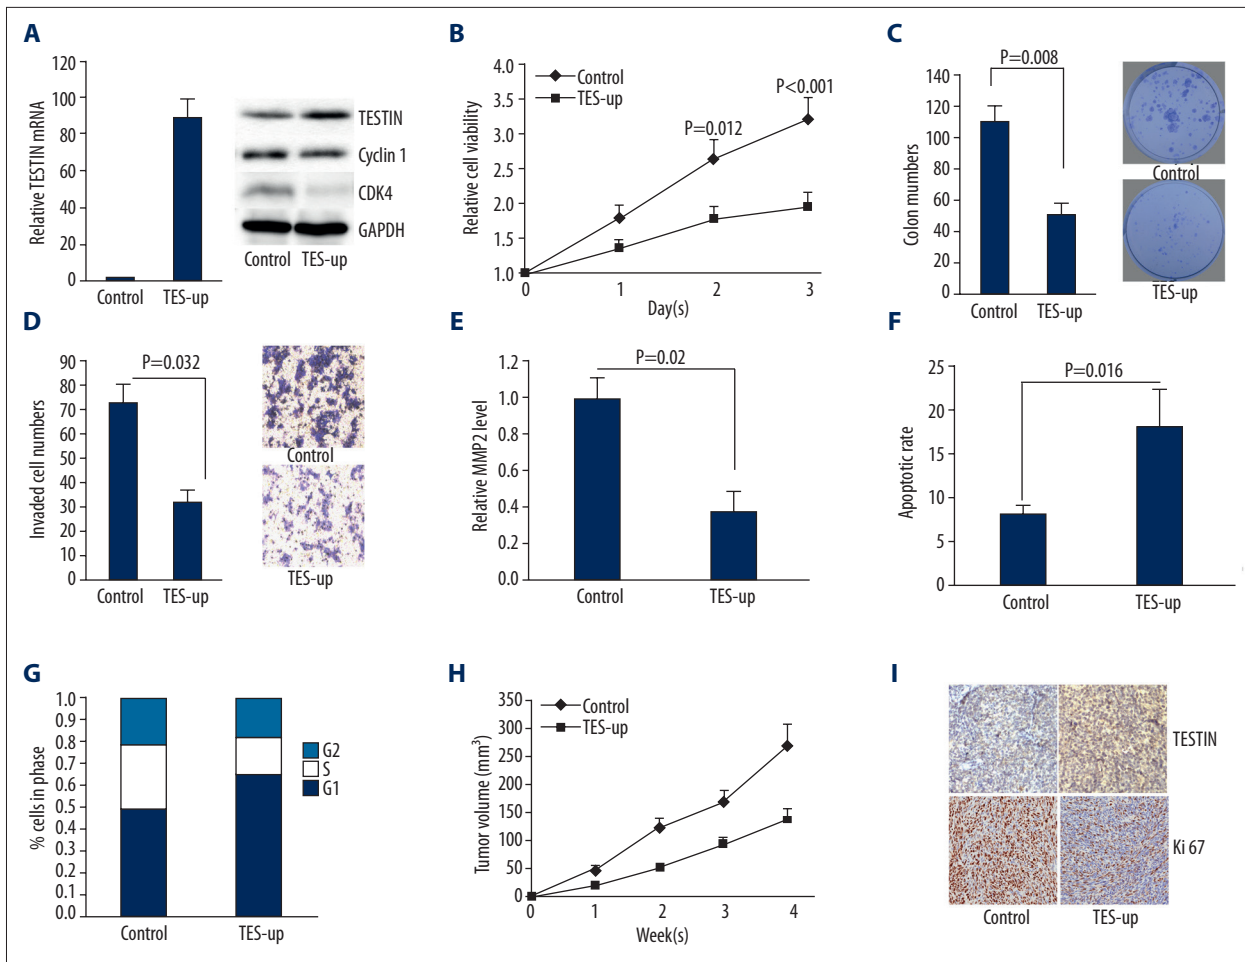 A
Relative TESTIN mRNA
120
100
80
60
40
20
0
Control
TES-up
TESTIN
Cyclin 1
CDK4
GAPDH
Control
TES-up
B
Relative cell viability
4.0
3.5
3.0
2.5
2.0
1.5
1.0
Control
TES-up
P=0.012
P<0.001
0
1
2
3
Day(s)
C
Colon mumbers
140
120
100
80
60
40
20
0
P=0.008
Control
TES-up
Control
TES-up
D
Invaded cell numbers
90
80
70
60
50
40
30
20
10
0
P=0.032
Control
TES-up
Control
TES-up
E
Relative MMP2 level
1.2
1.0
0.8
0.6
0.4
0.2
0.0
P=0.02
Control
TES-up
F
Apoptotic rate
25
20
15
10
5
0
P=0.016
Control
TES-up
G
% cells in phase
1.0
0.9
0.8
0.7
0.6
0.5
0.4
0.3
0.2
0.1
0.0
Control
TES-up
G2
S
G1
H
Tumor volume (mm³)
350
300
250
200
150
100
50
0
Control
TES-up
0
1
2
3
4
Week(s)
I
TESTIN
Ki 67
Control
TES-up